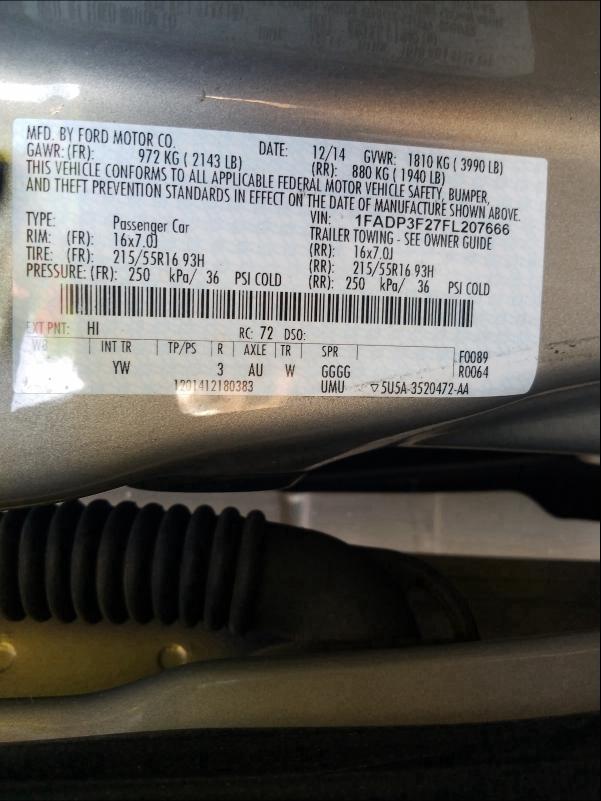 MFD. BY FORD MOTOR CO. DATE: 12/14 GVWR: 1810 KG ( 3990 LB)
GAWR: (FR): 972 KG ( 2143 LB) (RR): 880 KG ( 1940 LB)
THIS VEHICLE CONFORMS TO ALL APPLICABLE FEDERAL MOTOR VEHICLE SAFETY, BUMPER,
AND THEFT PREVENTION STANDARDS IN EFFECT ON THE DATE OF MANUFACTURE SHOWN ABOVE.
VIN: 1FADP3F27FL207666
TYPE: Passenger Car TRAILER TOWING - SEE OWNER GUIDE
RIM: (FR): 16x7.0J (RR): 16x7.0J
TIRE: (FR): 215/55R16 93H (RR): 215/55R16 93H
PRESSURE: (FR): 250 kPa/ 36 PSI COLD (RR): 250 kPa/ 36 PSI COLD
EXT PNT: HI RC: 72 DSO:
WB INT TR TP/PS R AXLE TR SPR F0089
YW 3 AU W GGGG R0064
1201412180383 UMU ▽5U5A-3520472-AA